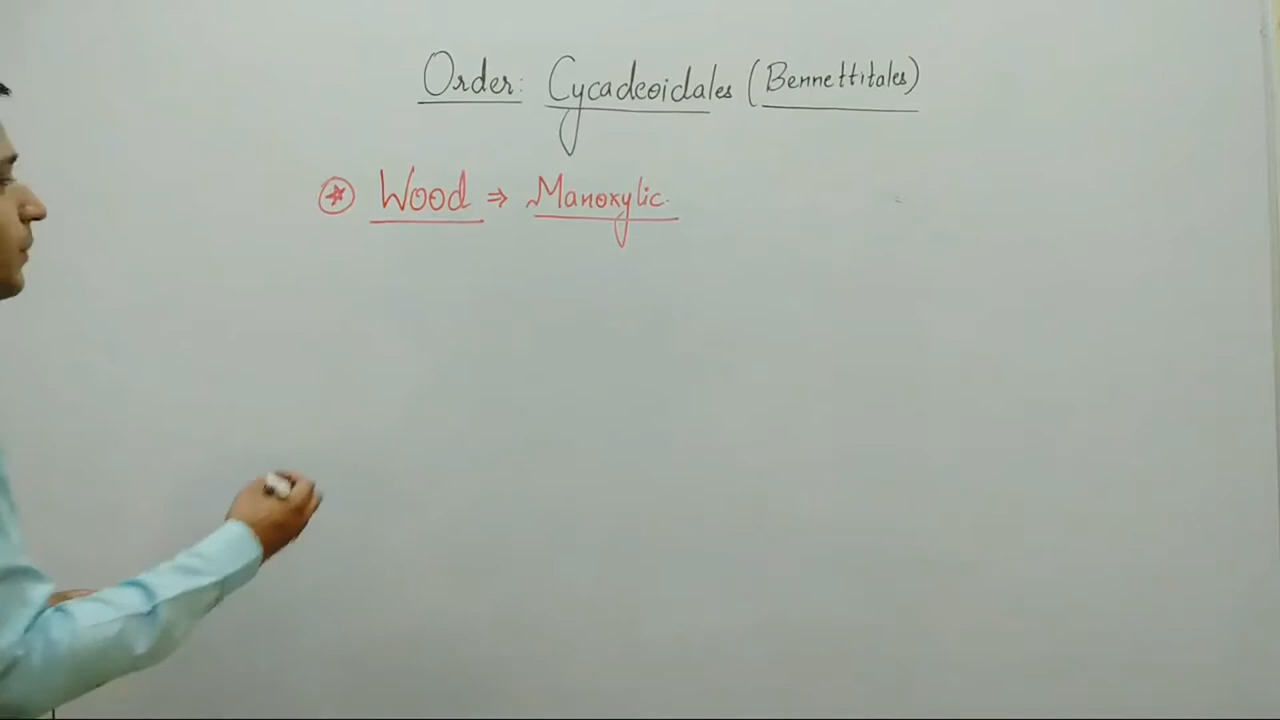 Order: Cycadeoidales (Bennettitales)
⍟ Wood ⇒ Manoxylic.